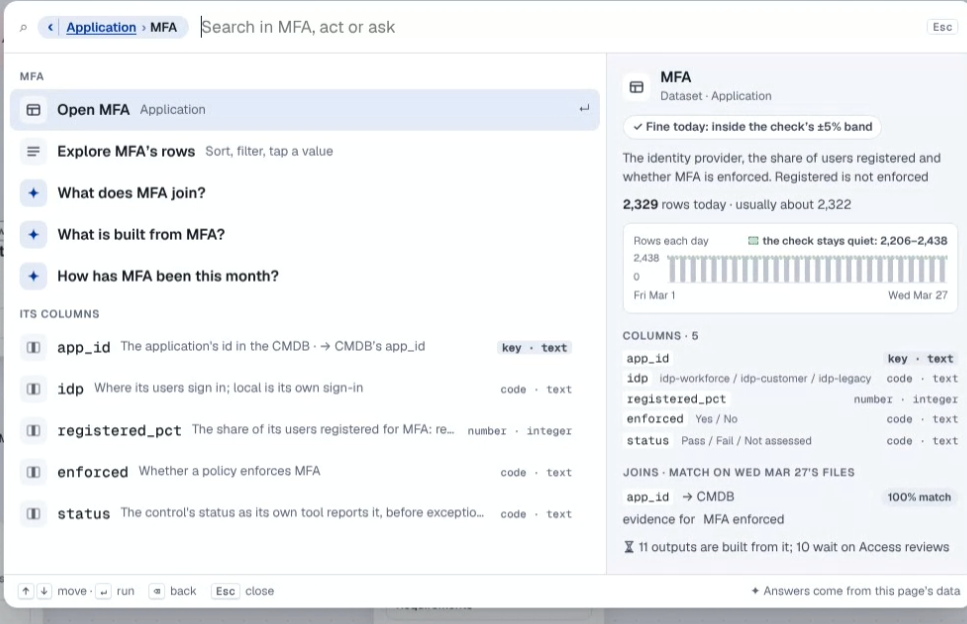 Application › MFA Search in MFA, act or ask Esc
MFA
Open MFA Application
Explore MFA's rows Sort, filter, tap a value
What does MFA join?
What is built from MFA?
How has MFA been this month?
ITS COLUMNS
app_id The application's id in the CMDB · → CMDB's app_id key · text
idp Where its users sign in; local is its own sign-in code · text
registered_pct The share of its users registered for MFA: re… number · integer
enforced Whether a policy enforces MFA code · text
status The control's status as its own tool reports it, before exceptio… code · text
MFA
Dataset · Application
✓ Fine today: inside the check's ±5% band
The identity provider, the share of users registered and
whether MFA is enforced. Registered is not enforced
2,329 rows today · usually about 2,322
Rows each day the check stays quiet: 2,206–2,438
2,438
0
Fri Mar 1 Wed Mar 27
COLUMNS · 5
app_id key · text
idp idp-workforce / idp-customer / idp-legacy code · text
registered_pct number · integer
enforced Yes / No code · text
status Pass / Fail / Not assessed code · text
JOINS · MATCH ON WED MAR 27'S FILES
app_id → CMDB 100% match
evidence for MFA enforced
11 outputs are built from it; 10 wait on Access reviews
↑ ↓ move · ↵ run ⌫ back Esc close
✦ Answers come from this page's data